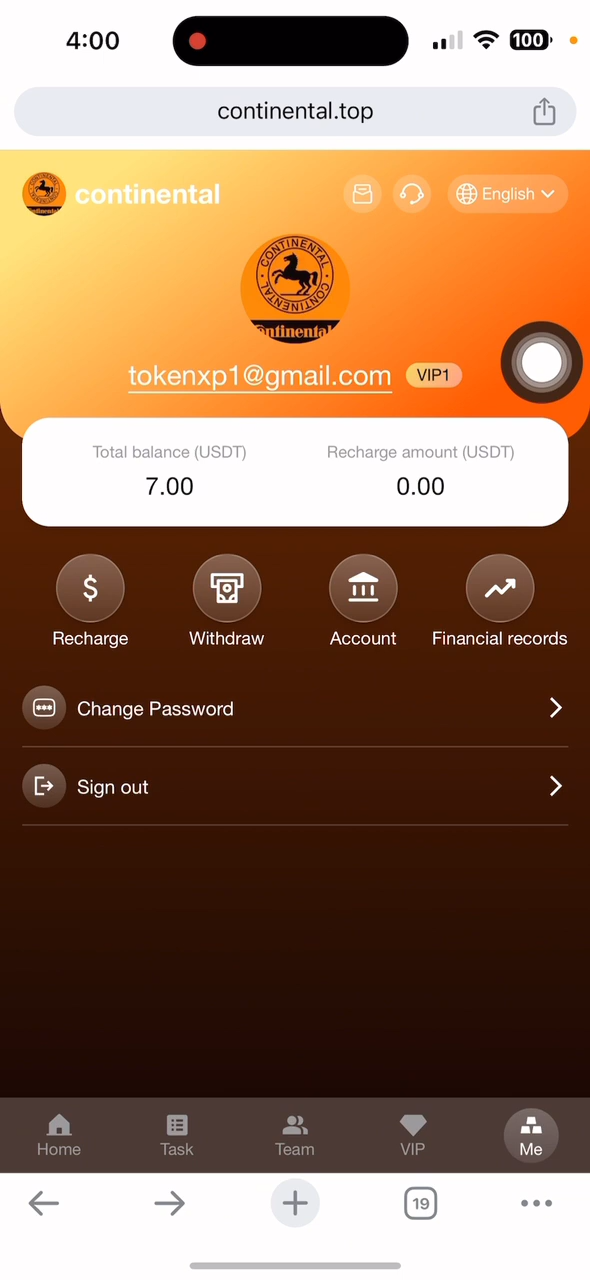 4:00
100
continental.top
continental
English
CONTINENTAL
CONTINENTAL
Continental
tokenxp1@gmail.com
VIP1
Total balance (USDT)
Recharge amount (USDT)
7.00
0.00
Recharge
Withdraw
Account
Financial records
Change Password
Sign out
Home
Task
Team
VIP
Me
19